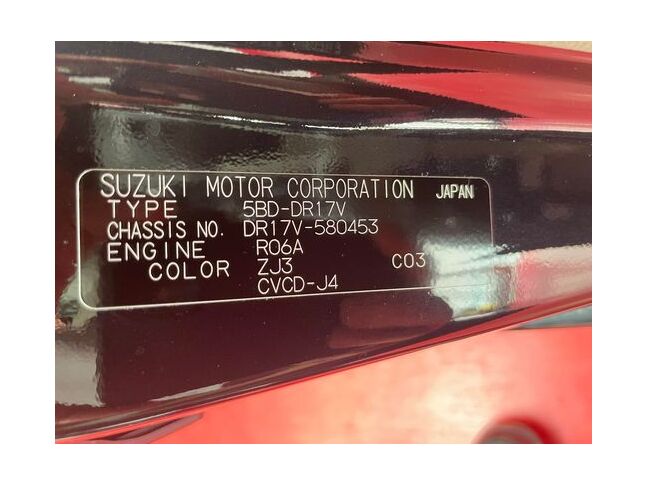 SUZUKI MOTOR CORPORATION JAPAN
TYPE 5BD-DR17V
CHASSIS NO. DR17V-580453
ENGINE R06A
COLOR ZJ3 C03
CVCD-J4